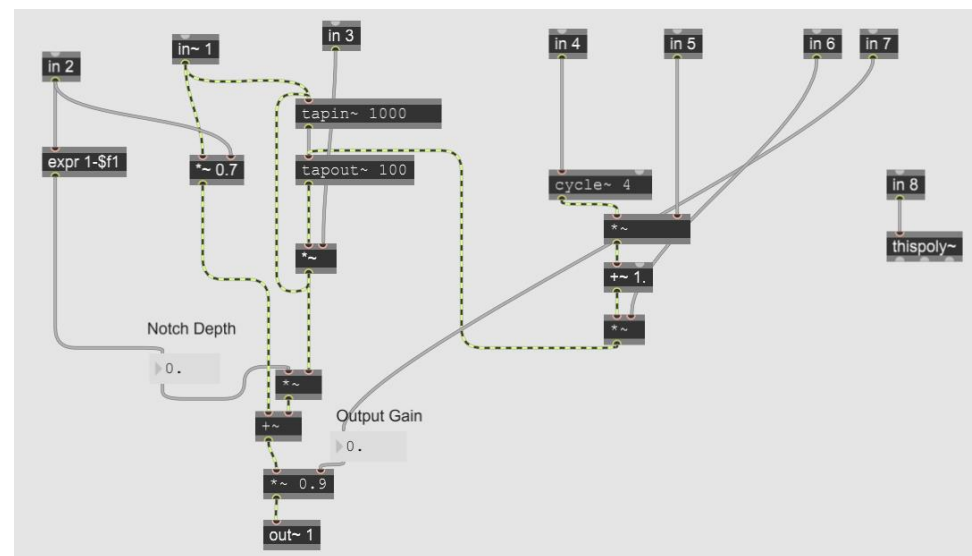 in 2
in~ 1
in 3
in 4
in 5
in 6
in 7
tapin~ 1000
expr 1-$f1
*~ 0.7
tapout~ 100
cycle~ 4
in 8
*~
thispoly~
*~
+~ 1.
*~
Notch Depth
0.
*~
Output Gain
+~
0.
*~ 0.9
out~ 1